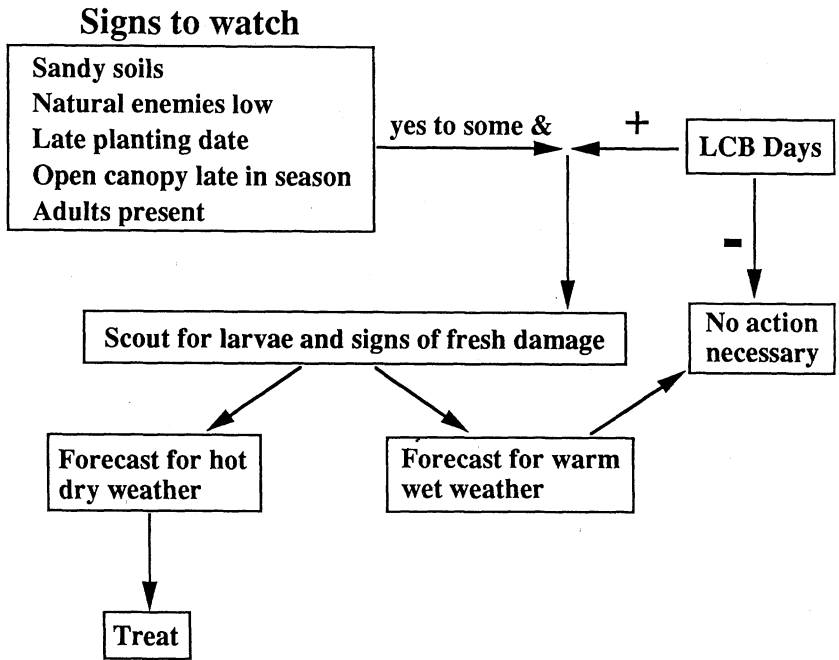 Signs to watch
Sandy soils
Natural enemies low
Late planting date
Open canopy late in season
Adults present
yes to some &
+
LCB Days
-
Scout for larvae and signs of fresh damage
No action
necessary
Forecast for hot
dry weather
Forecast for warm
wet weather
Treat